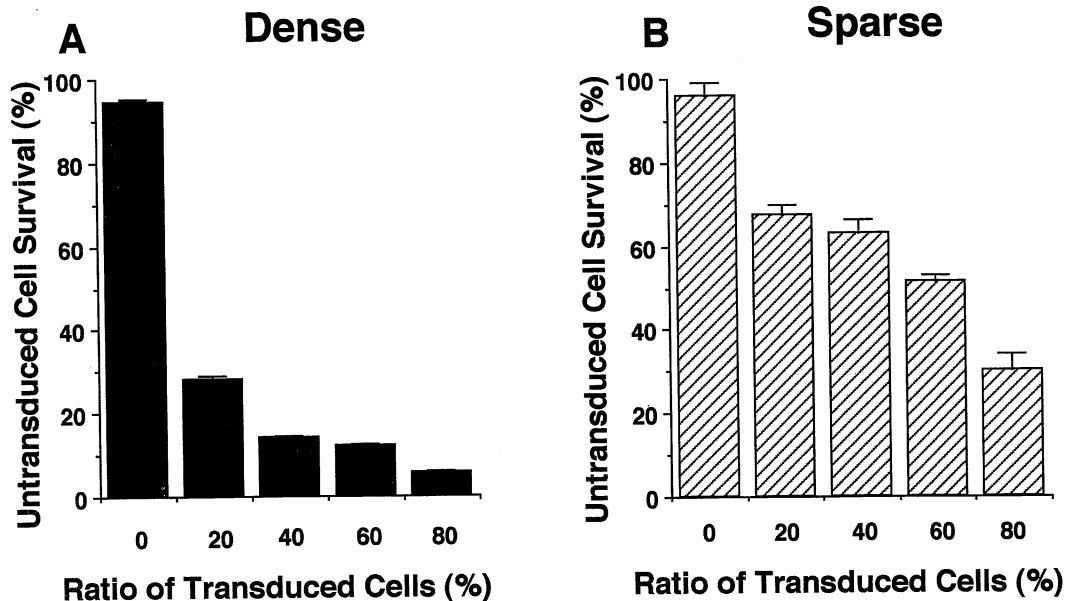 A
Dense
Untransduced Cell Survival (%)
100
80
60
40
20
0
0 20 40 60 80
Ratio of Transduced Cells (%)
B
Sparse
Untransduced Cell Survival (%)
100
80
60
40
20
0
0 20 40 60 80
Ratio of Transduced Cells (%)